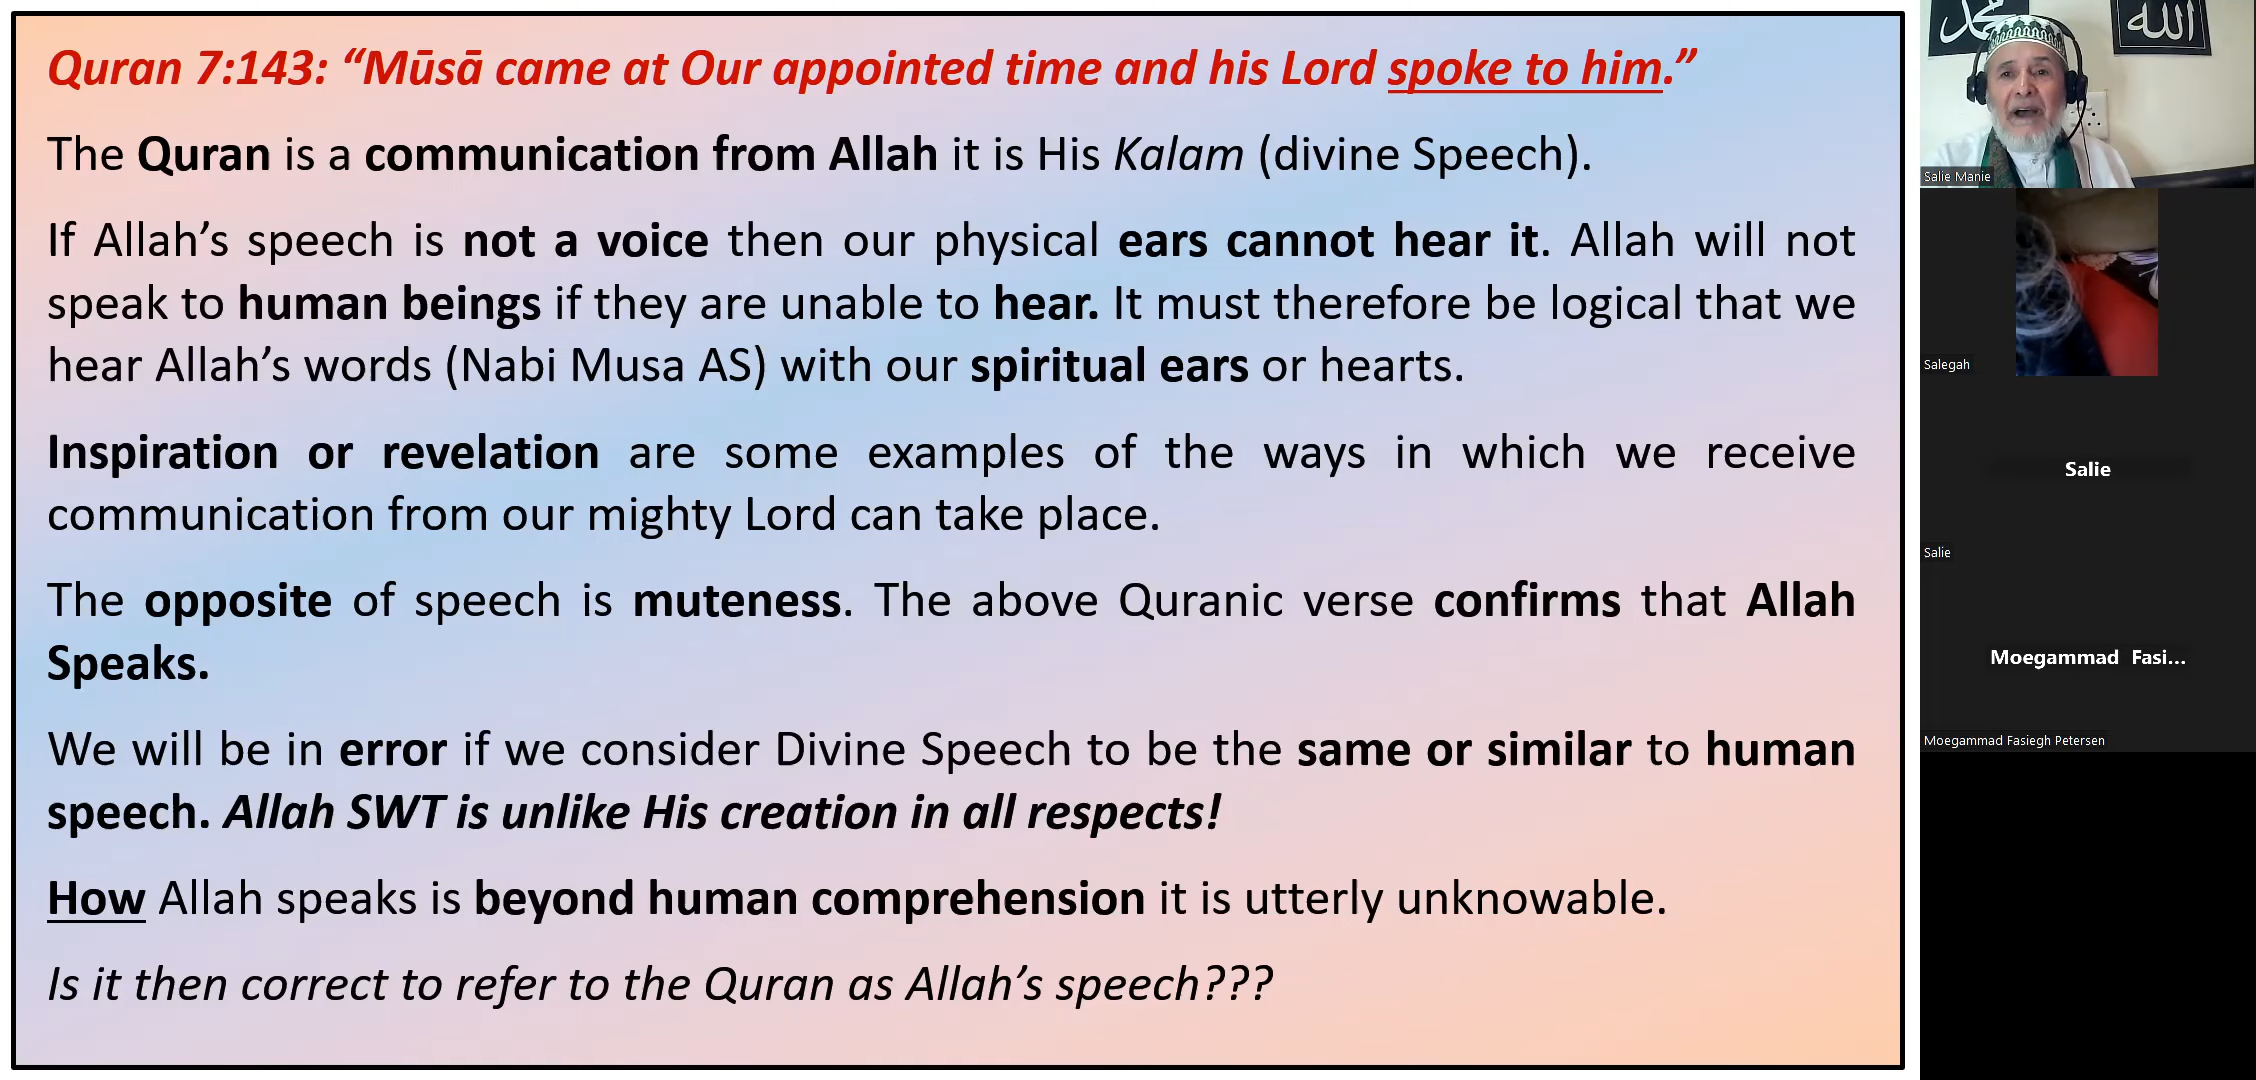 Quran 7:143: “Mūsā came at Our appointed time and his Lord spoke to him.”
The Quran is a communication from Allah it is His Kalam (divine Speech).
If Allah’s speech is not a voice then our physical ears cannot hear it. Allah will not
speak to human beings if they are unable to hear. It must therefore be logical that we
hear Allah’s words (Nabi Musa AS) with our spiritual ears or hearts.
Inspiration or revelation are some examples of the ways in which we receive
communication from our mighty Lord can take place.
The opposite of speech is muteness. The above Quranic verse confirms that Allah
Speaks.
We will be in error if we consider Divine Speech to be the same or similar to human
speech. Allah SWT is unlike His creation in all respects!
How Allah speaks is beyond human comprehension it is utterly unknowable.
Is it then correct to refer to the Quran as Allah’s speech???
محمد
الله
Salie Manie
Salegah
Salie
Salie
Moegammad Fasi...
Moegammad Fasiegh Petersen